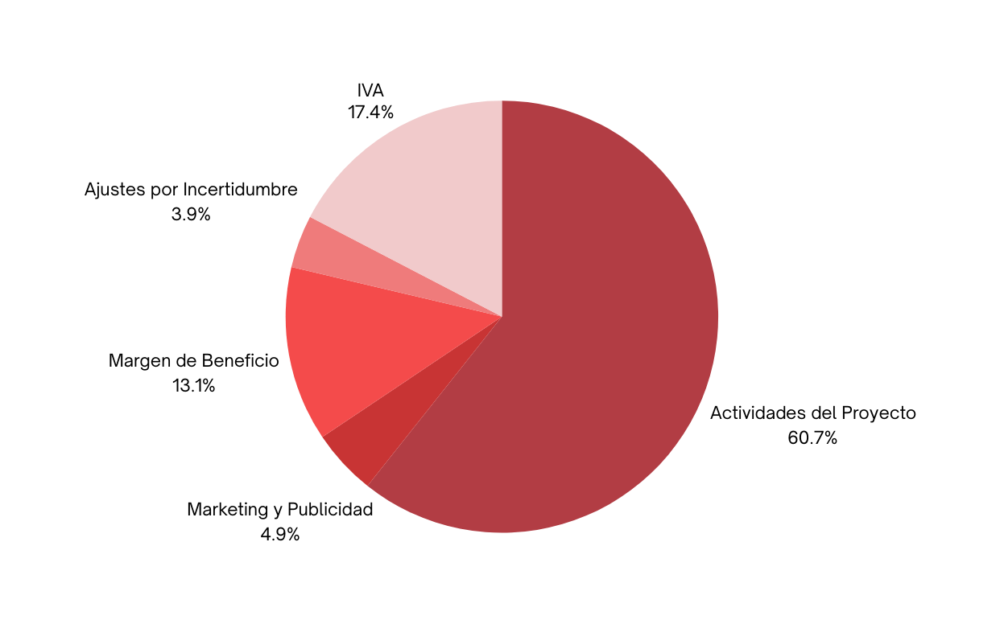 IVA
17.4%
Ajustes por Incertidumbre
3.9%
Margen de Beneficio
13.1%
Actividades del Proyecto
60.7%
Marketing y Publicidad
4.9%